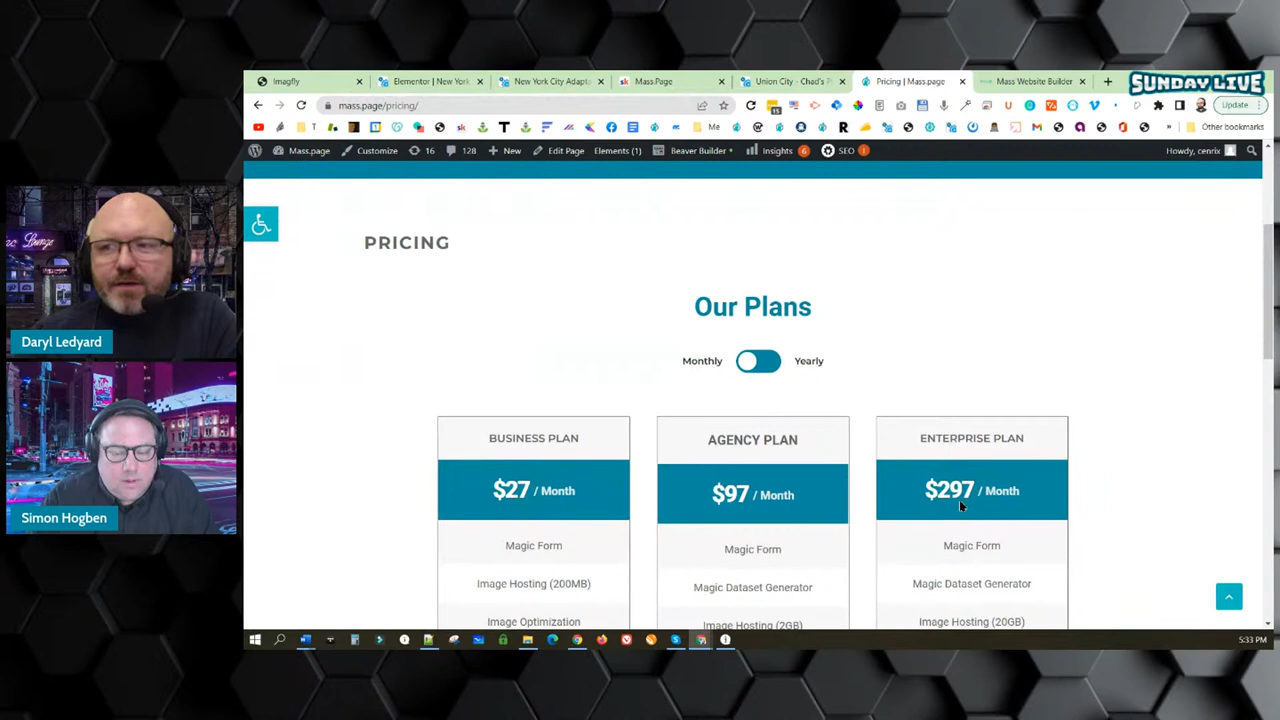 SUNDAY LIVE
Imagfly
Elementor | New York
New York City Adapt
Mass.Page
Union City - Chad's P
Pricing | Mass.page
Mass Website Builder
mass.page/pricing/
Update
Me
Other bookmarks
Mass.page
Customize
16
128
New
Edit Page
Elements (1)
Beaver Builder
Insights
6
SEO
Howdy, cenrix
PRICING
Our Plans
Monthly
Yearly
BUSINESS PLAN
$27 / Month
Magic Form
Image Hosting (200MB)
Image Optimization
AGENCY PLAN
$97 / Month
Magic Form
Magic Dataset Generator
Image Hosting (2GB)
ENTERPRISE PLAN
$297 / Month
Magic Form
Magic Dataset Generator
Image Hosting (20GB)
5:33 PM
Daryl Ledyard
Simon Hogben